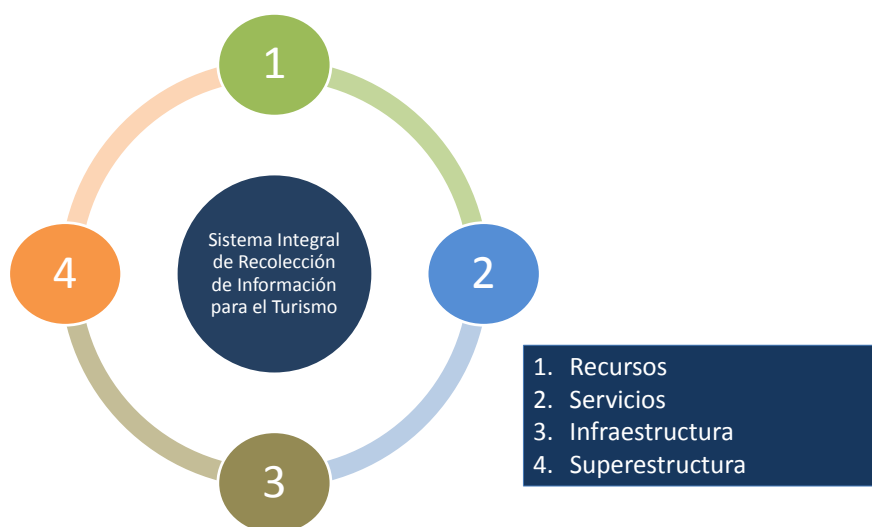 1
Sistema Integral
de Recolección
de Información
para el Turismo
4
2
3
1. Recursos
2. Servicios
3. Infraestructura
4. Superestructura